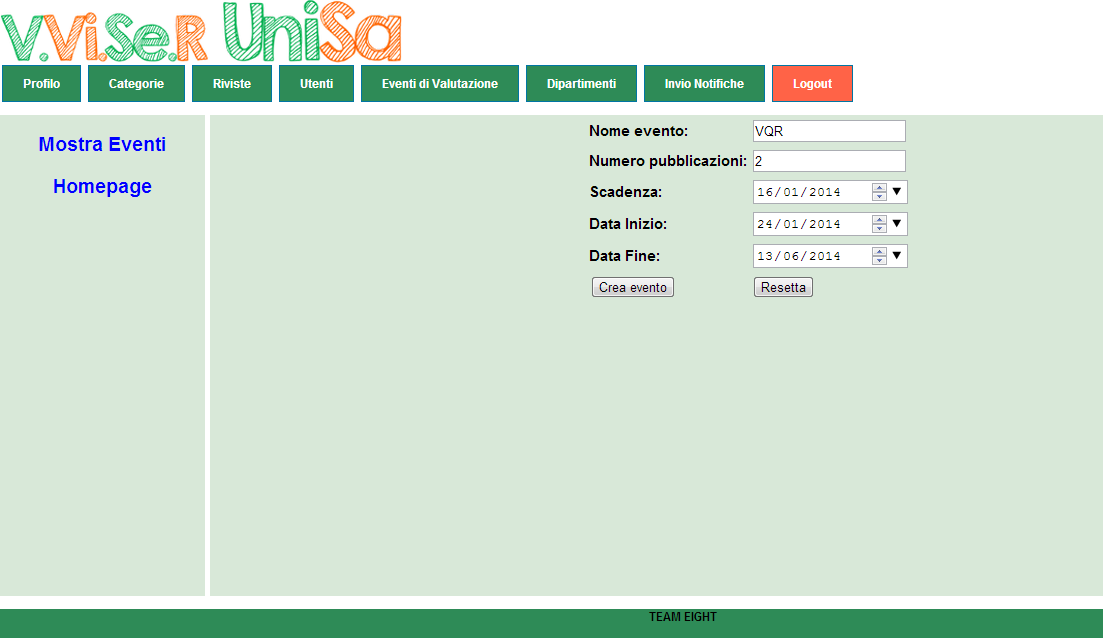 V.Vi.Se.R UniSa
Profilo Categorie Riviste Utenti Eventi di Valutazione Dipartimenti Invio Notifiche Logout
Mostra Eventi
Homepage
Nome evento: VQR
Numero pubblicazioni: 2
Scadenza: 16/01/2014
Data Inizio: 24/01/2014
Data Fine: 13/06/2014
Crea evento Resetta
TEAM EIGHT